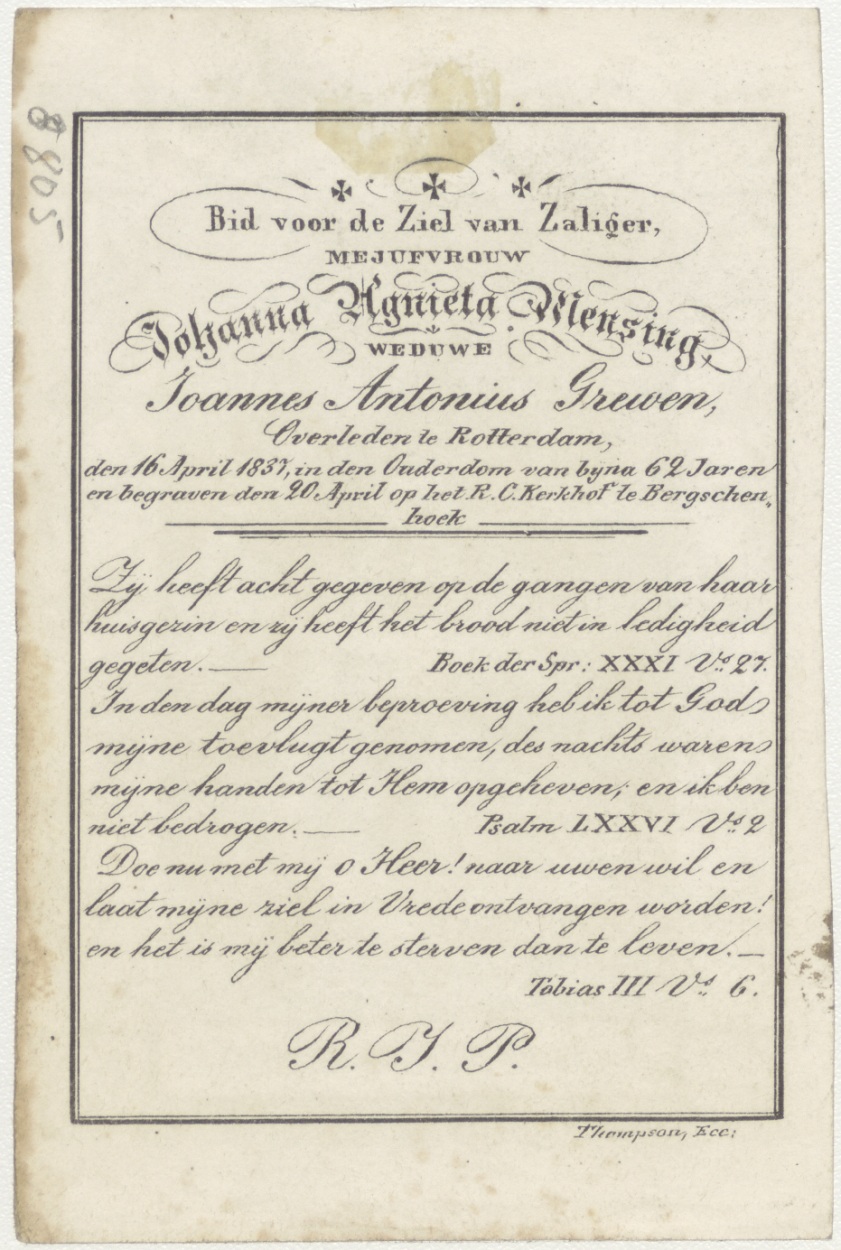 8805
Bid voor de Ziel van Zaliger,
MEJUFVROUW
Johanna Agnieta Mensing,
WEDUWE
Joannes Antonius Grewen,
Overleden te Rotterdam,
den 16 April 1837, in den Ouderdom van byna 62 Jaren
en begraven den 20 April op het R. C. Kerkhof te Bergschen„
hoek
Zij heeft acht gegeven op de gangen van haar
huisgezin en zij heeft het brood niet in ledigheid
gegeten. — Boek der Spr: XXXI Vs. 27.
In den dag mijner beproeving heb ik tot God
mijne toevlugt genomen, des nachts waren
mijne handen tot Hem opgeheven; en ik ben
niet bedrogen. — Psalm LXXVI Vs. 2
Doe nu met mij o Heer! naar uwen wil en
laat mijne ziel in Vrede ontvangen worden!
en het is mij beter te sterven dan te leven. —
Tobias III Vs. 6.
R. I. P.
Thompson, Ecc: